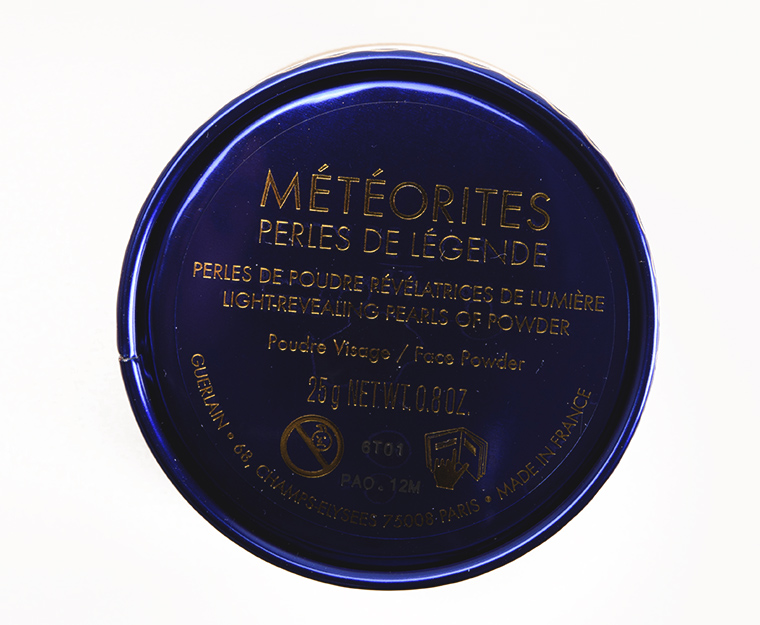 MÉTÉORITES
PERLES DE LÉGENDE
PERLES DE POUDRE RÉVÉLATRICES DE LUMIÈRE
LIGHT-REVEALING PEARLS OF POWDER
Poudre Visage / Face Powder
25g NET.WT. 0.8 OZ.
6T01
PAO. 12M
GUERLAIN • 68, CHAMPS-ELYSEES 75008 PARIS • MADE IN FRANCE